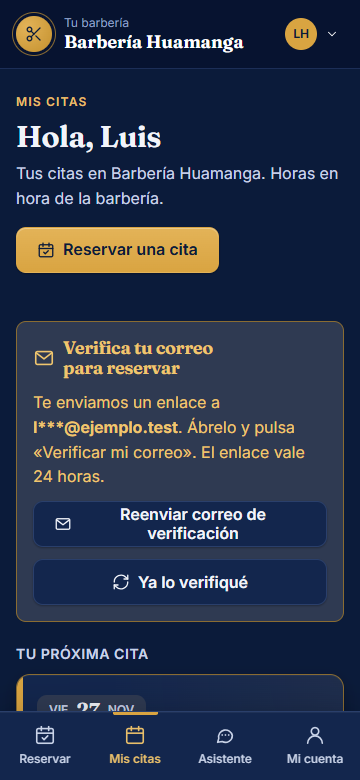 Tu barbería
Barbería Huamanga
LH
MIS CITAS
Hola, Luis
Tus citas en Barbería Huamanga. Horas en
hora de la barbería.
Reservar una cita
Verifica tu correo
para reservar
Te enviamos un enlace a
l***@ejemplo.test. Ábrelo y pulsa
«Verificar mi correo». El enlace vale
24 horas.
Reenviar correo de
verificación
Ya lo verifiqué
TU PRÓXIMA CITA
VIE 27 NOV
Reservar
Mis citas
Asistente
Mi cuenta